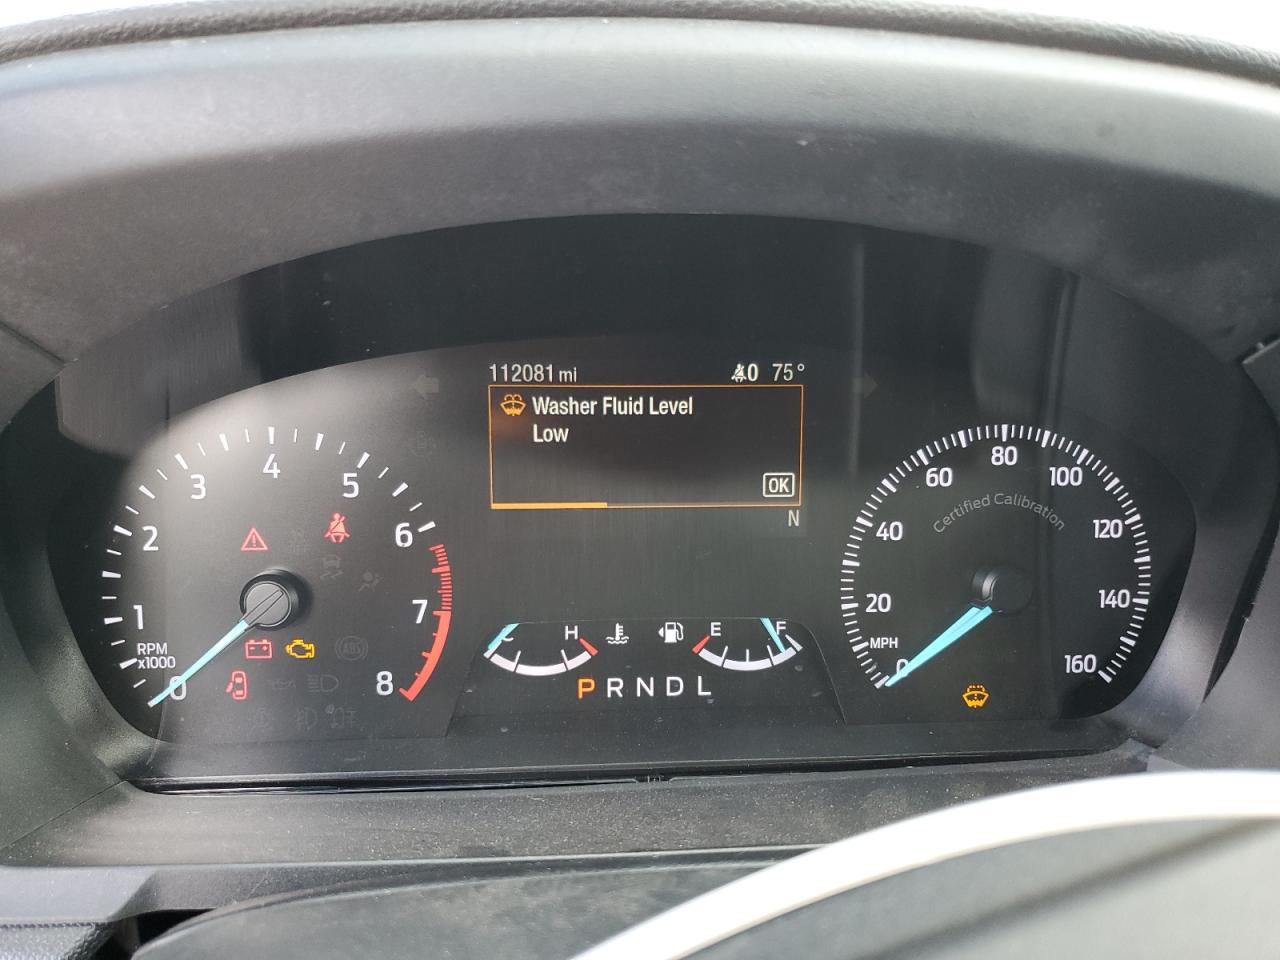 112081 mi
0 75°
Washer Fluid Level
Low
OK
N
0 1 2 3 4 5 6 7 8
RPM
x1000
ABS
C H
E F
P R N D L
0 20 40 60 80 100 120 140 160
MPH
Certified Calibration